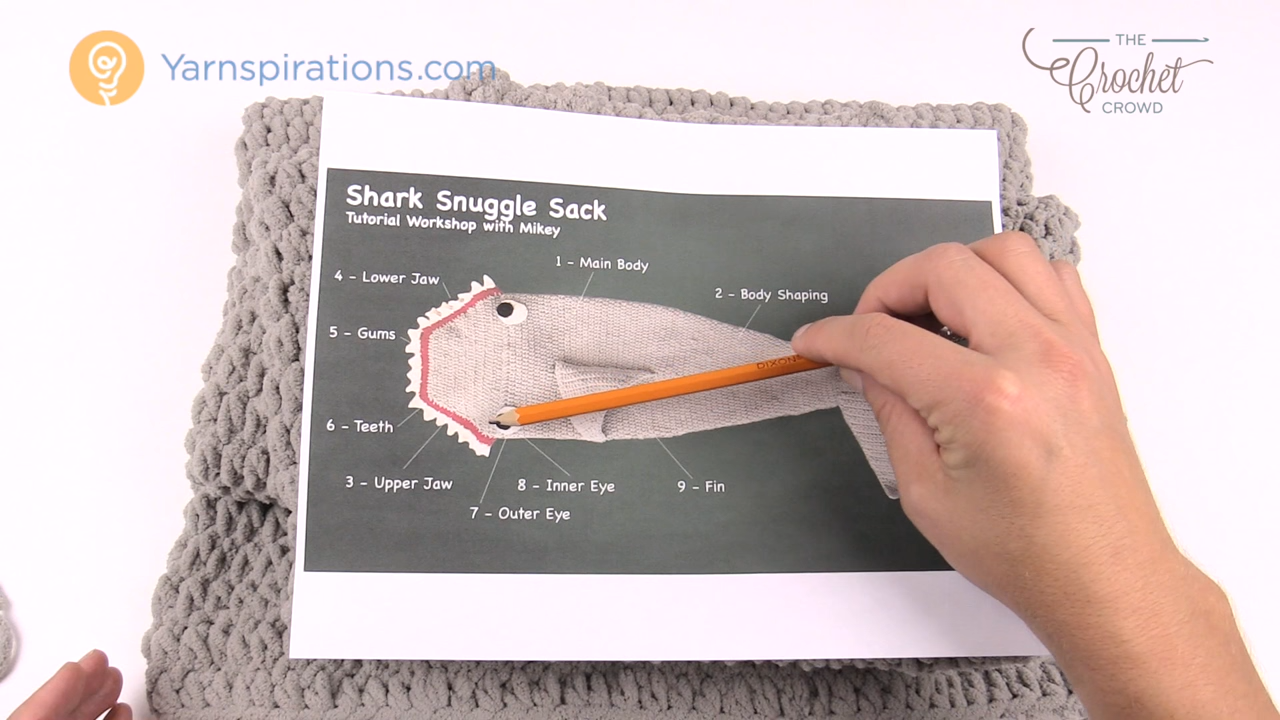 Yarnspirations.com
THE
Crochet
CROWD
Shark Snuggle Sack
Tutorial Workshop with Mikey
1 - Main Body
4 - Lower Jaw
2 - Body Shaping
5 - Gums
DIXON
6 - Teeth
3 - Upper Jaw
8 - Inner Eye
9 - Fin
7 - Outer Eye